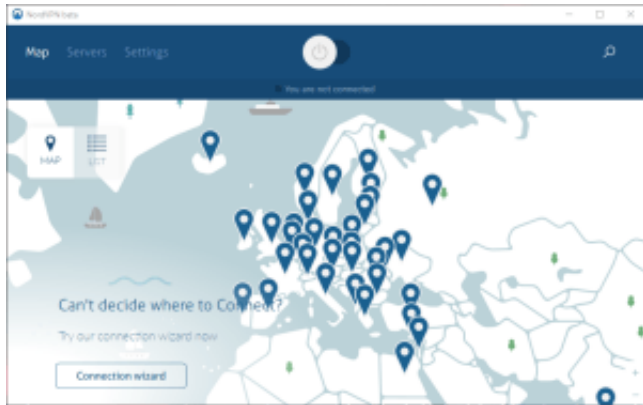 NordVPN beta
Map Servers Settings
You are not connected
MAP LIST
Can't decide where to Connect?
Try our connection wizard now
Connection wizard